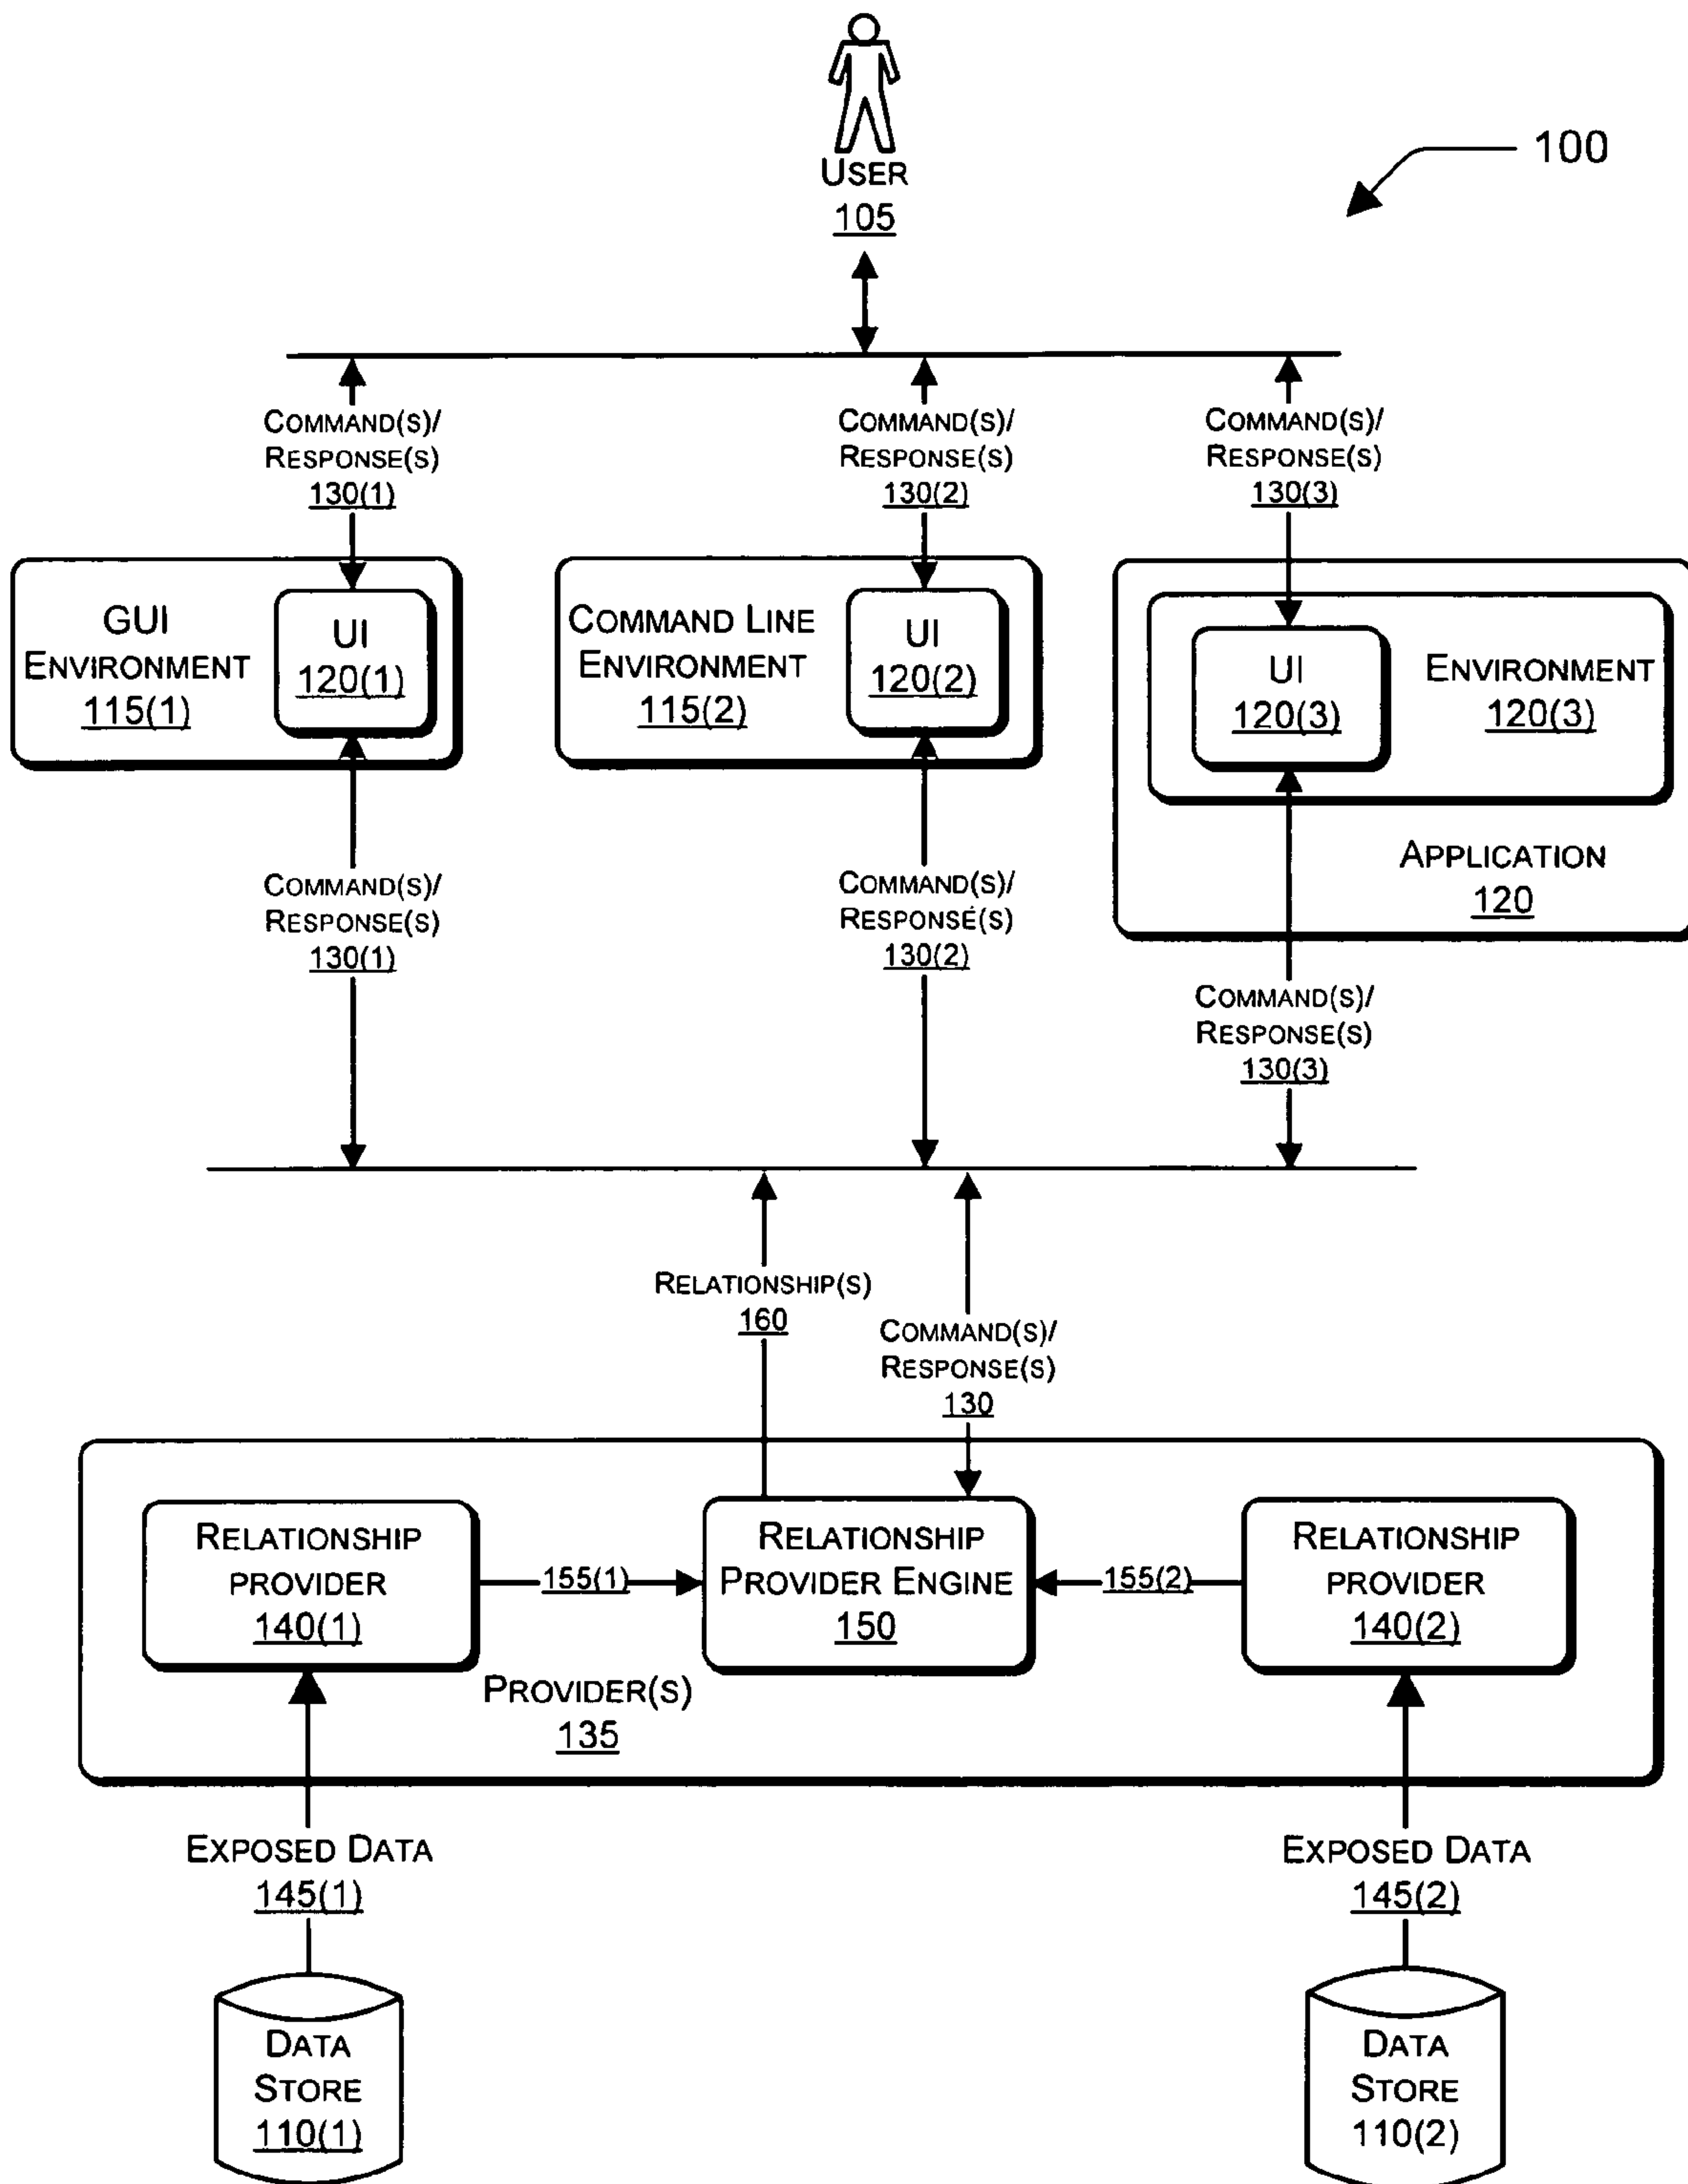 USER
105
100
COMMAND(S)/
RESPONSE(S)
130(1)
COMMAND(S)/
RESPONSE(S)
130(2)
COMMAND(S)/
RESPONSE(S)
130(3)
GUI
ENVIRONMENT
115(1)
UI
120(1)
COMMAND LINE
ENVIRONMENT
115(2)
UI
120(2)
UI
120(3)
ENVIRONMENT
120(3)
APPLICATION
120
COMMAND(S)/
RESPONSE(S)
130(1)
COMMAND(S)/
RESPONSE(S)
130(2)
COMMAND(S)/
RESPONSE(S)
130(3)
RELATIONSHIP(S)
160
COMMAND(S)/
RESPONSE(S)
130
RELATIONSHIP
PROVIDER
140(1)
155(1)
RELATIONSHIP
PROVIDER ENGINE
150
155(2)
RELATIONSHIP
PROVIDER
140(2)
PROVIDER(S)
135
EXPOSED DATA
145(1)
EXPOSED DATA
145(2)
DATA
STORE
110(1)
DATA
STORE
110(2)